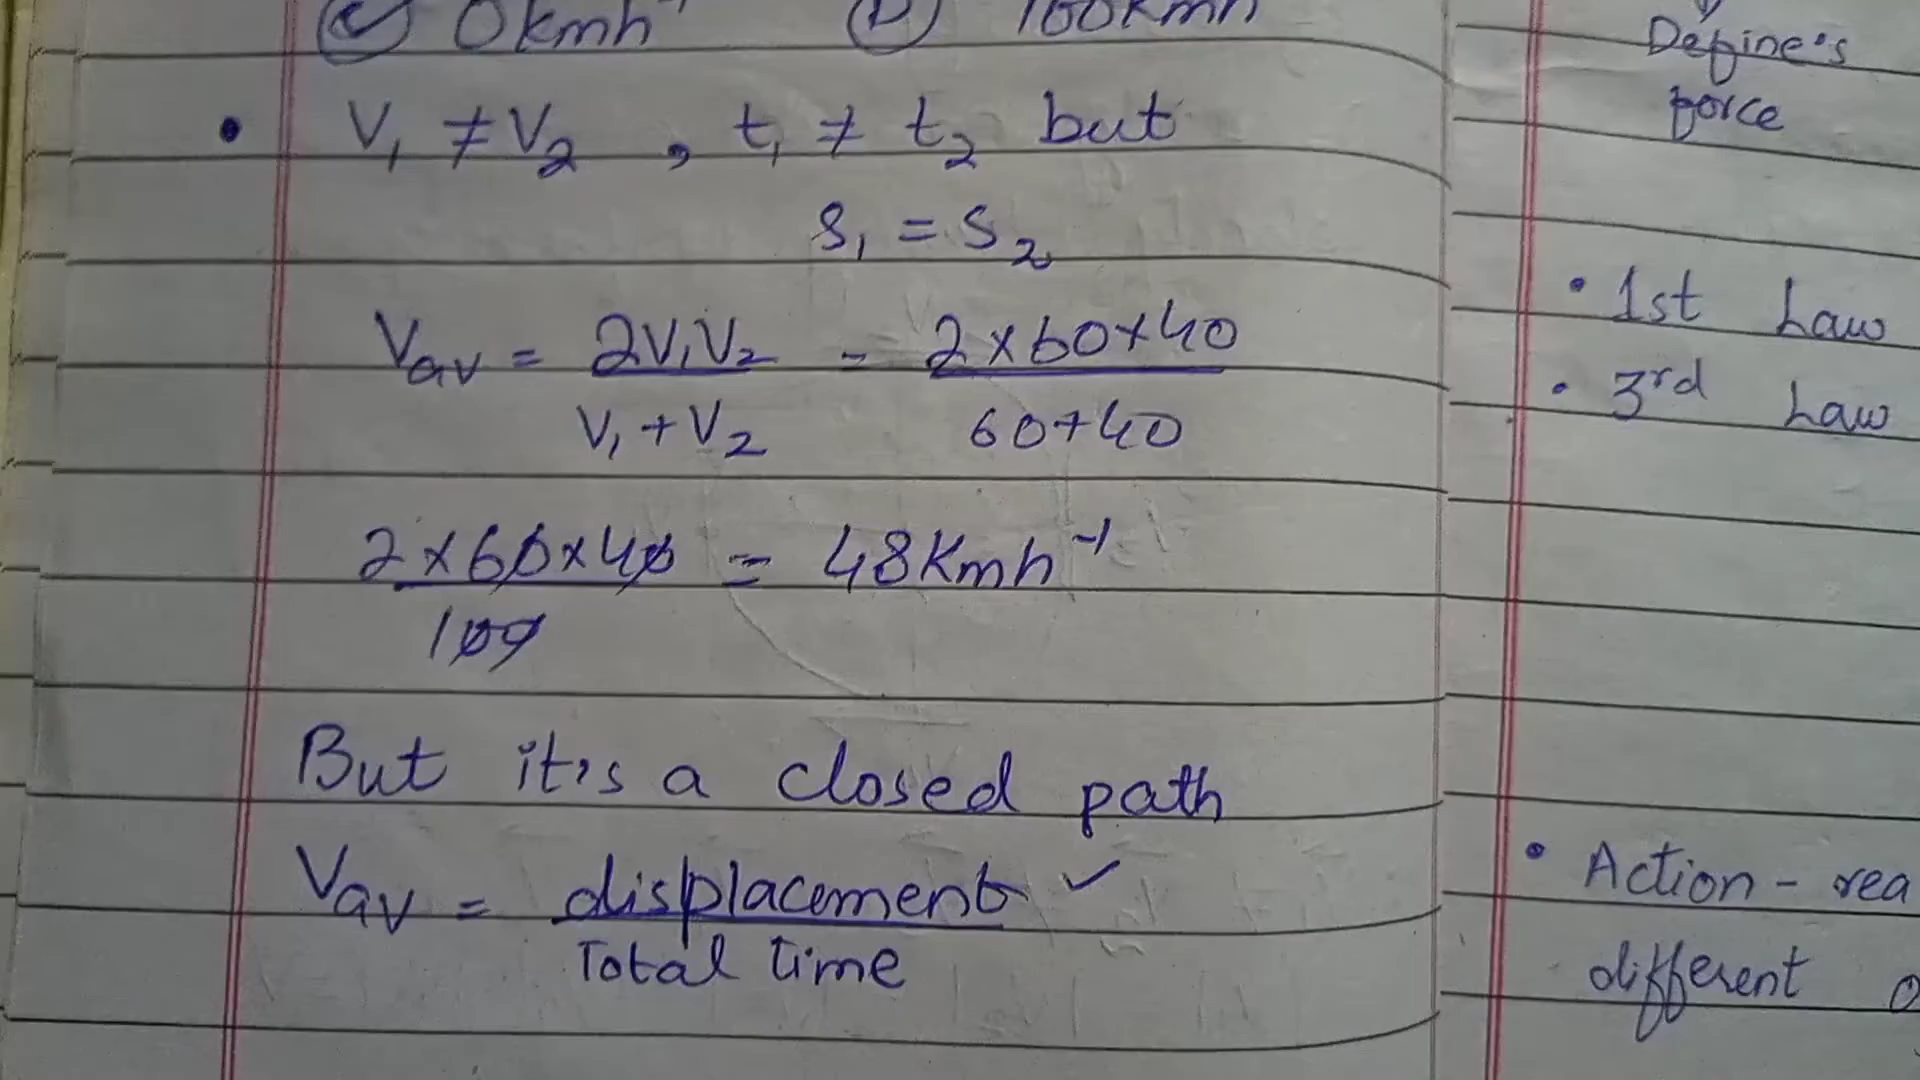 C 0kmh⁻¹ D 100kmh
• V₁ ≠ V₂ , t₁ ≠ t₂ but
S₁ = S₂
Vav = 2V₁V₂ = 2×60×40
V₁+V₂ 60+40
2×60×40 = 48Kmh⁻¹
100
But it's a closed path
Vav = displacement ✓
Total time
Define's
force
• 1st Law
• 3rd Law
• Action - rea
different